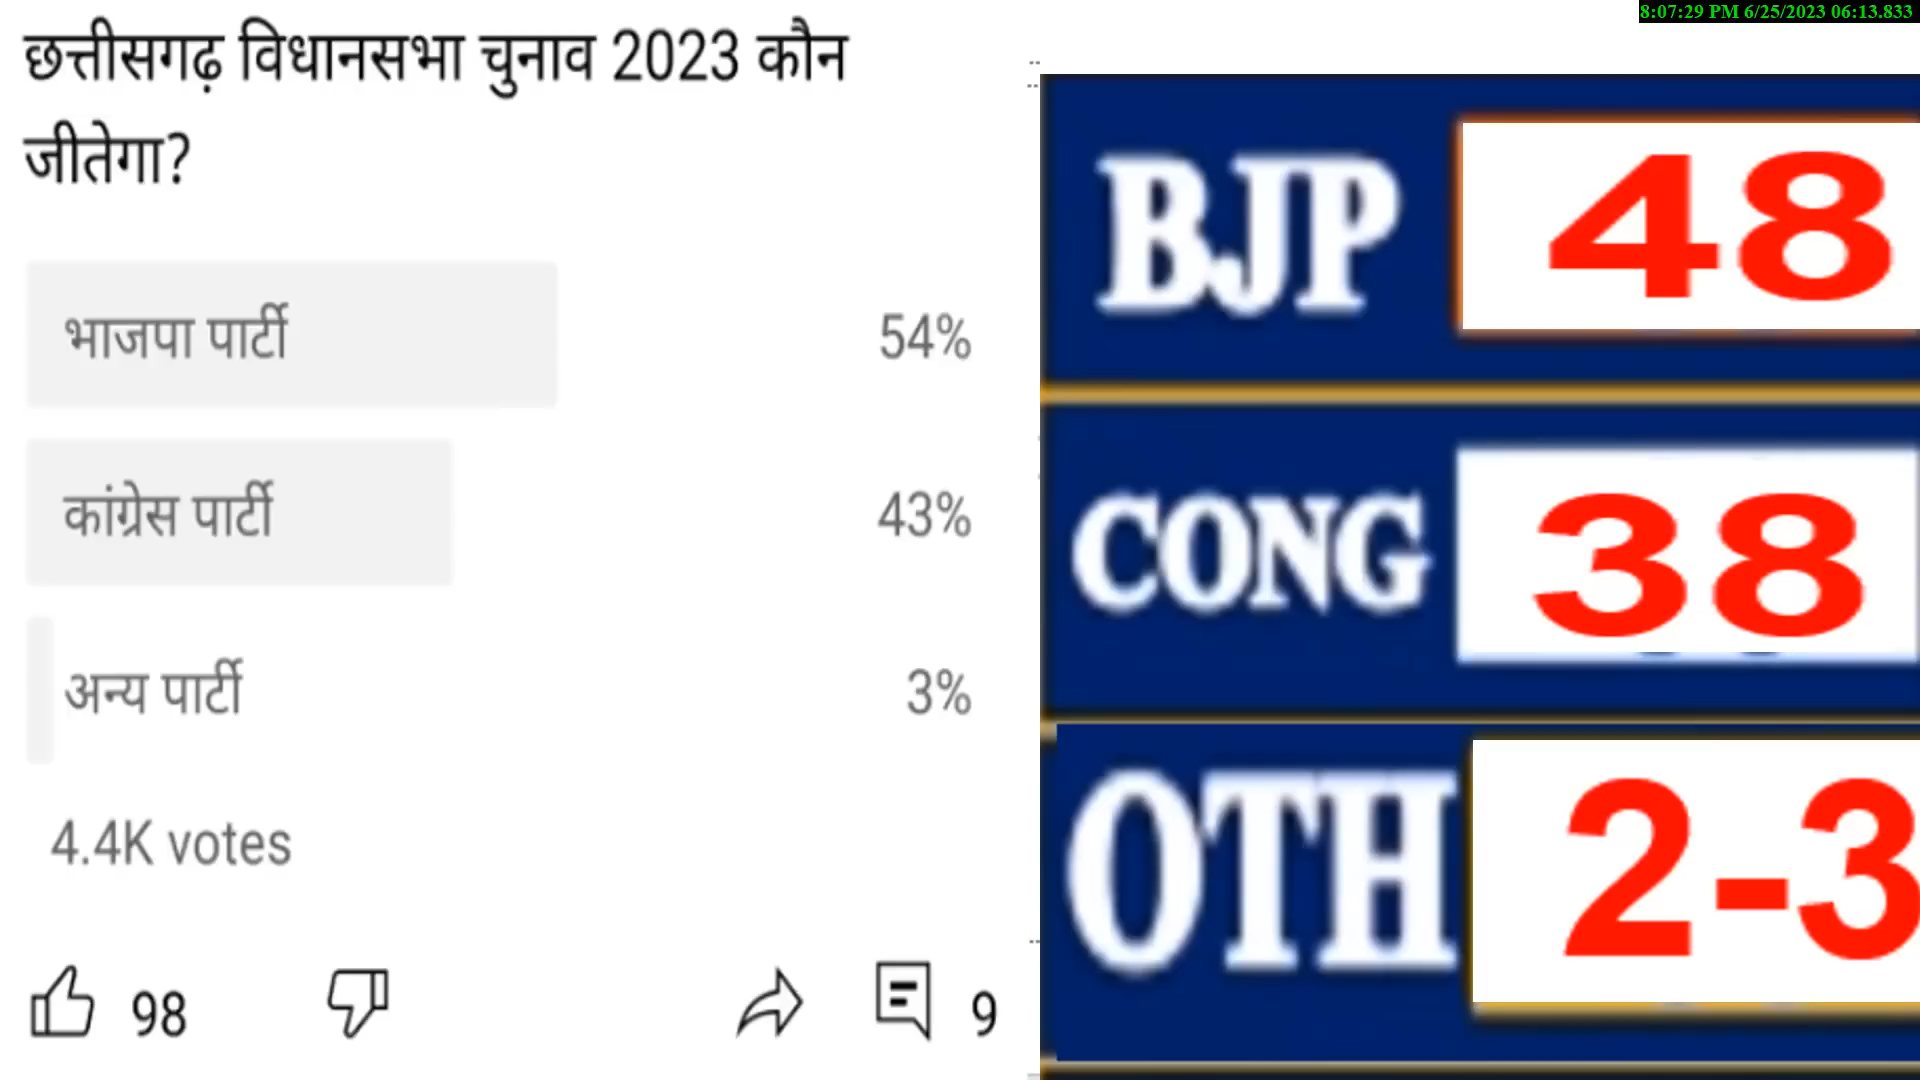 8:07:29 PM 6/25/2023 06:13.833
छत्तीसगढ़ विधानसभा चुनाव 2023 कौन
जीतेगा?
भाजपा पार्टी 54%
कांग्रेस पार्टी 43%
अन्य पार्टी 3%
4.4K votes
98
9
BJP 48
CONG 38
OTH 2-3